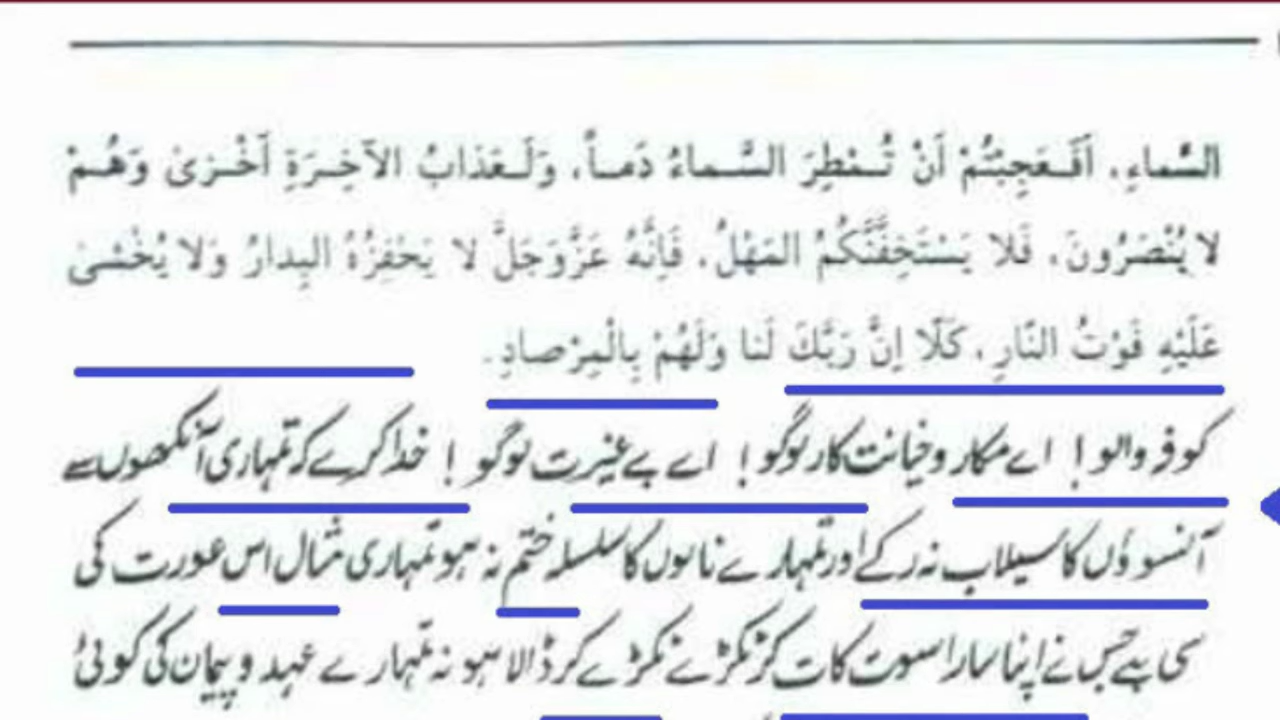 السَّماءِ، أَفَعَجِبْتُمْ أَنْ تُمْطِرَ السَّماءُ دَماً، وَلَعَذابُ الآخِرَةِ أَخْزىٰ وَهُمْ
لا يُنْصَرُونَ، فَلا يَسْتَخِفَّنَّكُمُ المَهْلُ، فَإِنَّهُ عَزَّوَجَلَّ لا يَحْفِزُهُ البِدارُ وَلا يُخْشىٰ
عَلَيْهِ فَوْتُ النّارِ، كَلّا إِنَّ رَبَّكَ لَنا وَلَهُمْ بِالْمِرْصادِ۔
کوفہ والو! اے مکار و خیانت کار لوگو! اے بے غیرت لوگو! خدا کرے کہ تمہاری آنکھوں سے
آنسوؤں کا سیلاب نہ رکے اور تمہارے نالوں کا سلسلہ ختم نہ ہو تمہاری مثال اس عورت کی
سی ہے جس نے اپنا سارا سوت کات کر ٹکڑے ٹکڑے کر ڈالا ہو نہ تمہارے عہد و پیمان کی کوئی